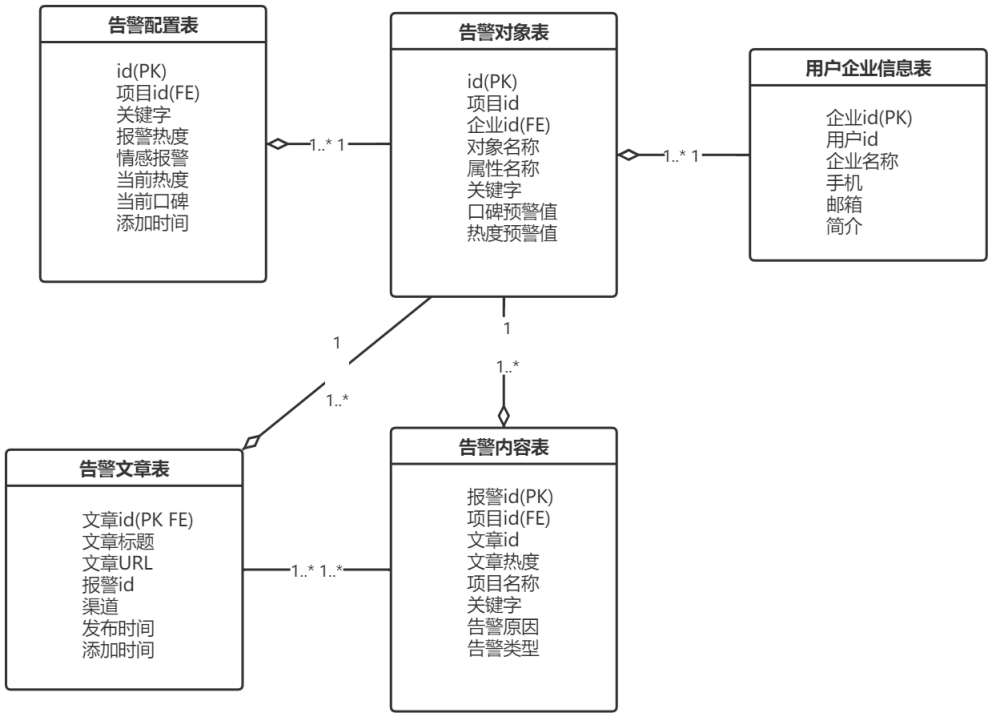 告警配置表
id(PK)
项目id(FE)
关键字
报警热度
情感报警
当前热度
当前口碑
添加时间
1..* 1
告警对象表
id(PK)
项目id
企业id(FE)
对象名称
属性名称
关键字
口碑预警值
热度预警值
1..* 1
用户企业信息表
企业id(PK)
用户id
企业名称
手机
邮箱
简介
1
1..*
1
1..*
告警文章表
文章id(PK FE)
文章标题
文章URL
报警id
渠道
发布时间
添加时间
1..* 1..*
告警内容表
报警id(PK)
项目id(FE)
文章id
文章热度
项目名称
关键字
告警原因
告警类型